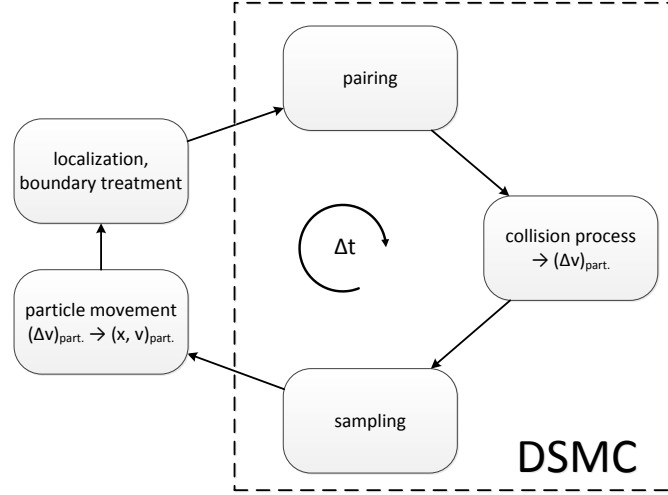 pairing
localization,
boundary treatment
collision process
→ (Δv)part.
Δt
particle movement
(Δv)part. → (x, v)part.
sampling
DSMC